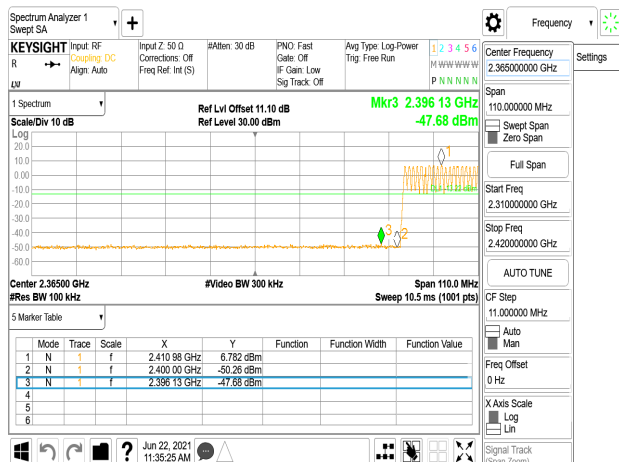 Spectrum Analyzer 1
Swept SA
Frequency
KEYSIGHT
R
Input: RF
Coupling: DC
Align: Auto
Input Z: 50 Ω
Corrections: Off
Freq Ref: Int (S)
#Atten: 30 dB
PNO: Fast
Gate: Off
IF Gain: Low
Sig Track: Off
Avg Type: Log-Power
Trig: Free Run
1 2 3 4 5 6
M W W W W W
P N N N N N
1 Spectrum
Scale/Div 10 dB
Log
Ref Lvl Offset 11.10 dB
Ref Level 30.00 dBm
Mkr3 2.396 13 GHz
-47.68 dBm
20.0
10.0
0.00
-10.0
-20.0
-30.0
-40.0
-50.0
-60.0
1
3
2
Center 2.36500 GHz
#Video BW 300 kHz
Span 110.0 MHz
#Res BW 100 kHz
Sweep 10.5 ms (1001 pts)
5 Marker Table
Mode Trace Scale X Y Function Function Width Function Value
1 N 1 f 2.410 98 GHz 6.782 dBm
2 N 1 f 2.400 00 GHz -50.26 dBm
3 N 1 f 2.396 13 GHz -47.68 dBm
4
5
6
Jun 22, 2021
11:35:25 AM
Center Frequency
2.365000000 GHz
Settings
Span
110.000000 MHz
Swept Span
Zero Span
Full Span
Start Freq
2.310000000 GHz
Stop Freq
2.420000000 GHz
AUTO TUNE
CF Step
11.000000 MHz
Auto
Man
Freq Offset
0 Hz
X Axis Scale
Log
Lin
Signal Track
(Span Zoom)